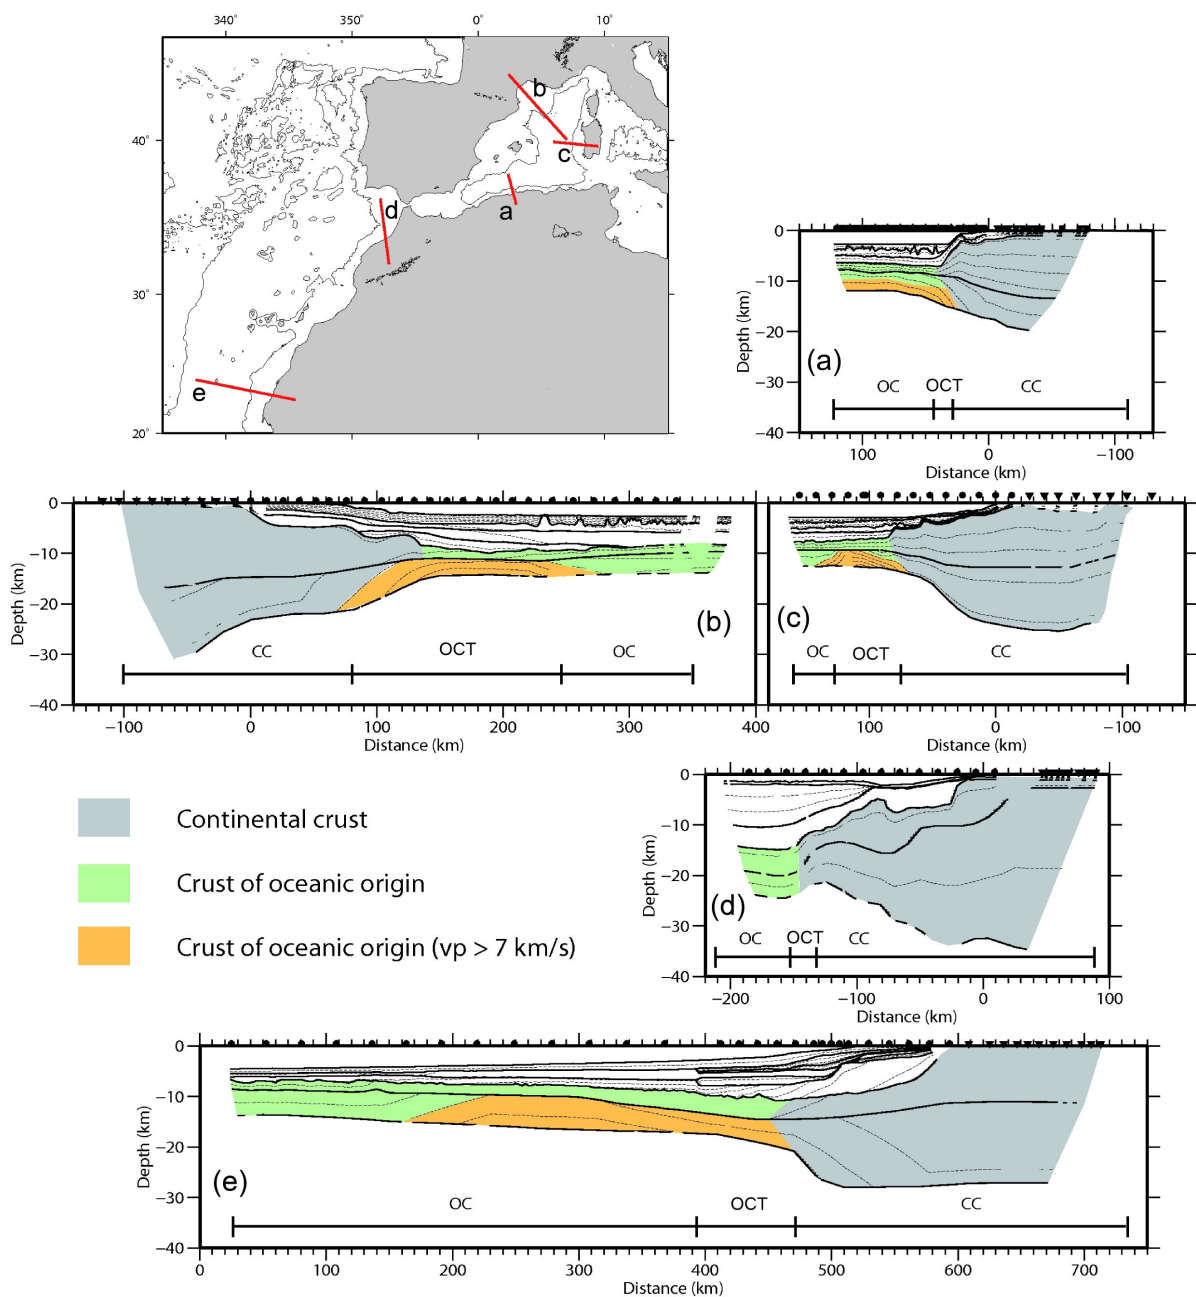 340° 350° 0° 10°
40°
30°
20°
b
c
a
d
e
0
−10
−20
−30
−40
Depth (km)
(a)
OC OCT CC
100 0 −100
Distance (km)
0
−10
−20
−30
−40
Depth (km)
(b)
CC OCT OC
−100 0 100 200 300 400
Distance (km)
(c)
OC OCT CC
100 0 −100
Distance (km)
0
−10
−20
−30
−40
Depth (km)
(d)
OC OCT CC
−200 −100 0 100
Distance (km)
Continental crust
Crust of oceanic origin
Crust of oceanic origin (vp > 7 km/s)
0
−10
−20
−30
−40
Depth (km)
(e)
OC OCT CC
0 100 200 300 400 500 600 700
Distance (km)